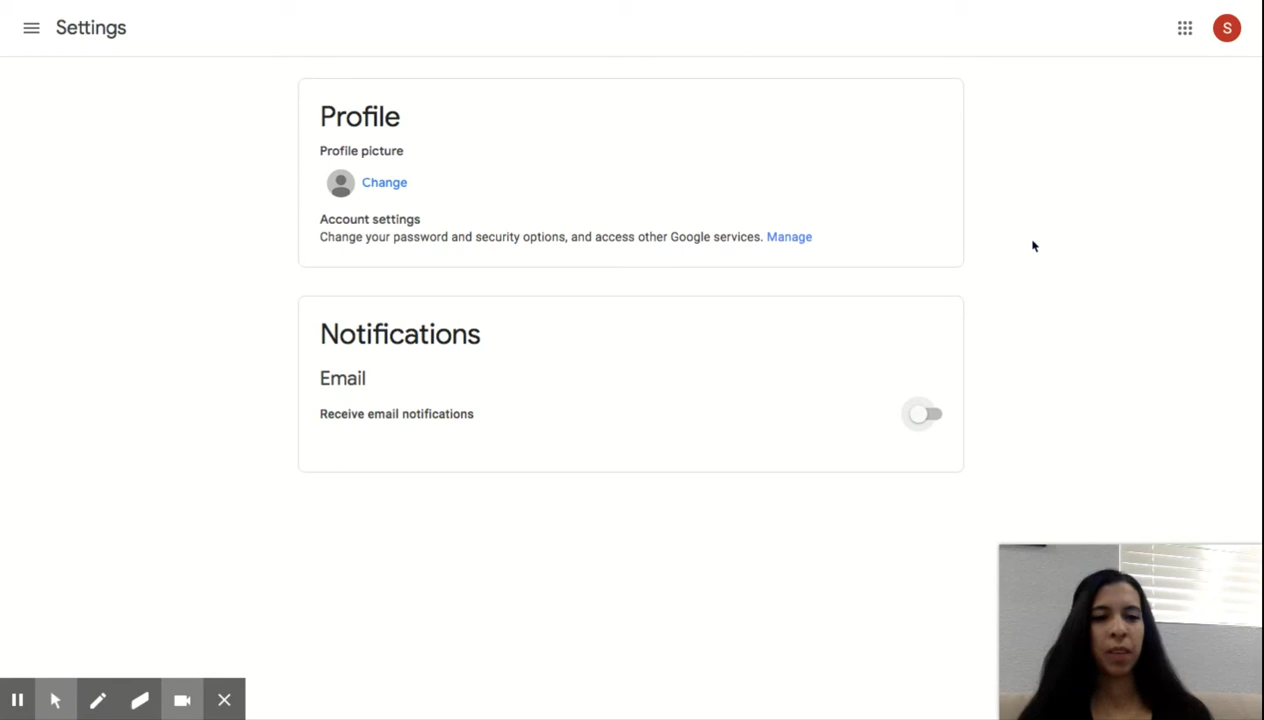 Settings
S
Profile
Profile picture
Change
Account settings
Change your password and security options, and access other Google services. Manage
Notifications
Email
Receive email notifications